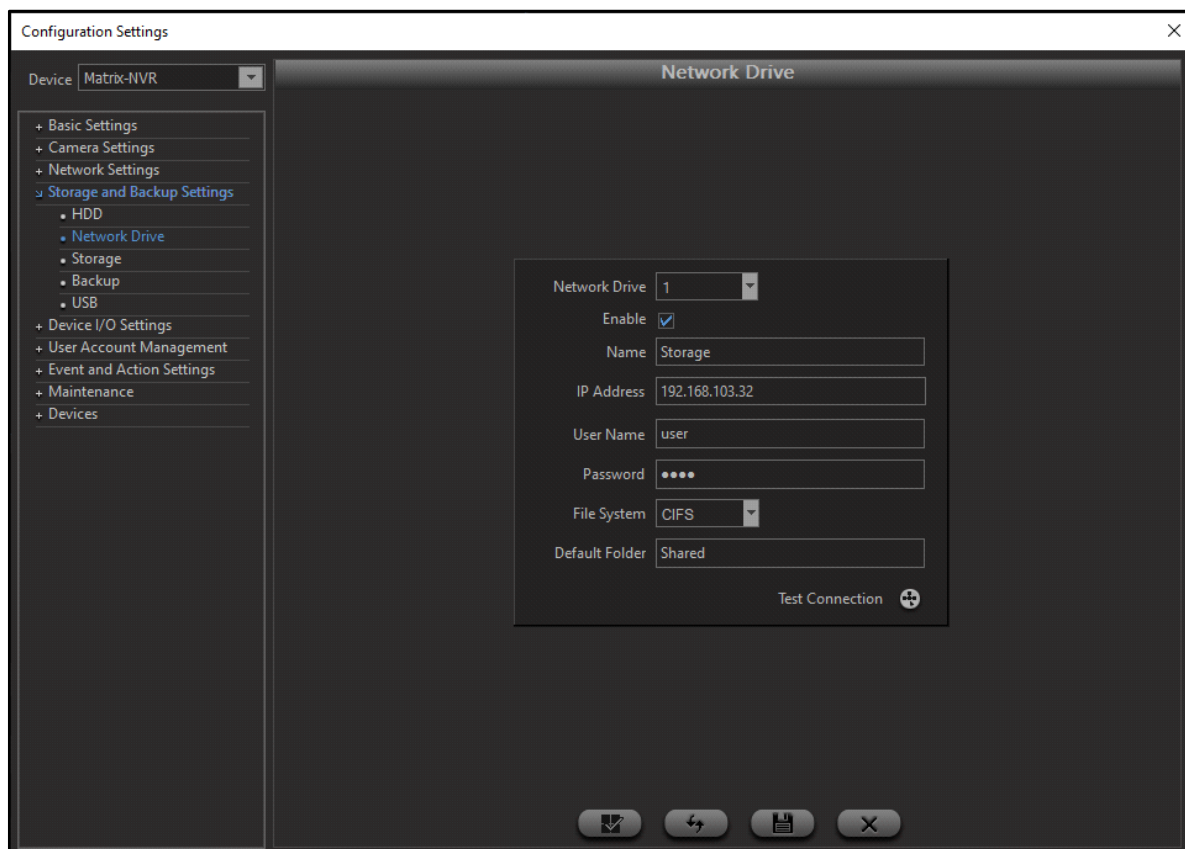 Configuration Settings
Device Matrix-NVR
Network Drive
+ Basic Settings
+ Camera Settings
+ Network Settings
Storage and Backup Settings
• HDD
• Network Drive
• Storage
• Backup
• USB
+ Device I/O Settings
+ User Account Management
+ Event and Action Settings
+ Maintenance
+ Devices
Network Drive 1
Enable
Name Storage
IP Address 192.168.103.32
User Name user
Password ••••
File System CIFS
Default Folder Shared
Test Connection